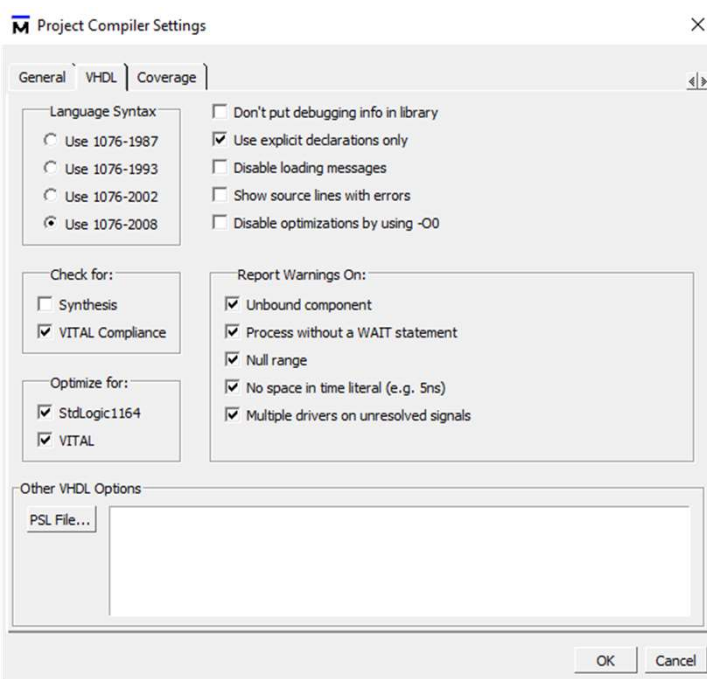 M Project Compiler Settings
General VHDL Coverage
Language Syntax
Use 1076-1987
Use 1076-1993
Use 1076-2002
Use 1076-2008
Don't put debugging info in library
Use explicit declarations only
Disable loading messages
Show source lines with errors
Disable optimizations by using -O0
Check for:
Synthesis
VITAL Compliance
Optimize for:
StdLogic1164
VITAL
Report Warnings On:
Unbound component
Process without a WAIT statement
Null range
No space in time literal (e.g. 5ns)
Multiple drivers on unresolved signals
Other VHDL Options
PSL File...
OK Cancel